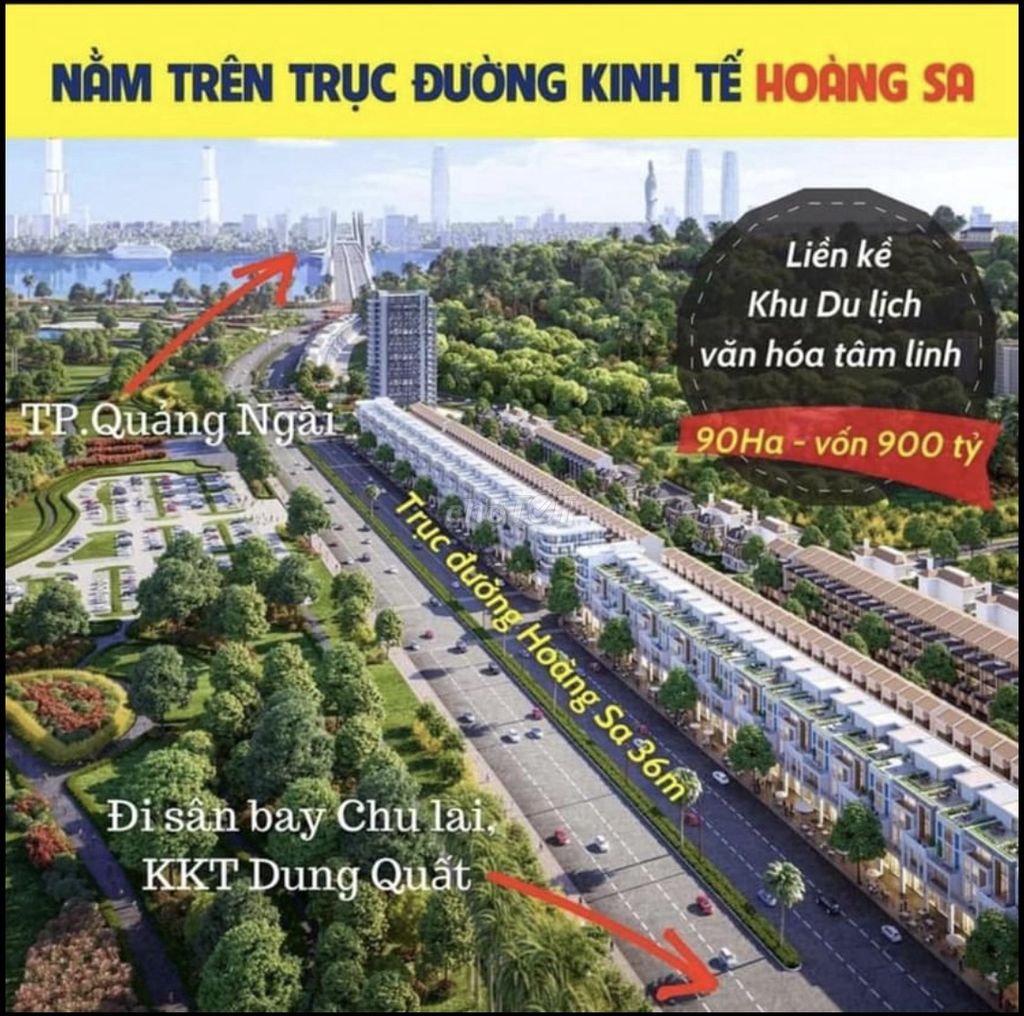 NẰM TRÊN TRỤC ĐƯỜNG KINH TẾ HOÀNG SA
Liền kề
Khu Du lịch
văn hóa tâm linh
90Ha - vốn 900 tỷ
TP.Quảng Ngãi
Trục đường Hoàng Sa 36m
Đi sân bay Chu lai,
KKT Dung Quất